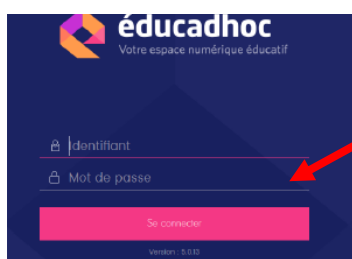 éducadhoc
Votre espace numérique éducatif
Identifiant
Mot de passe
Se connecter
Version : 5.0.13